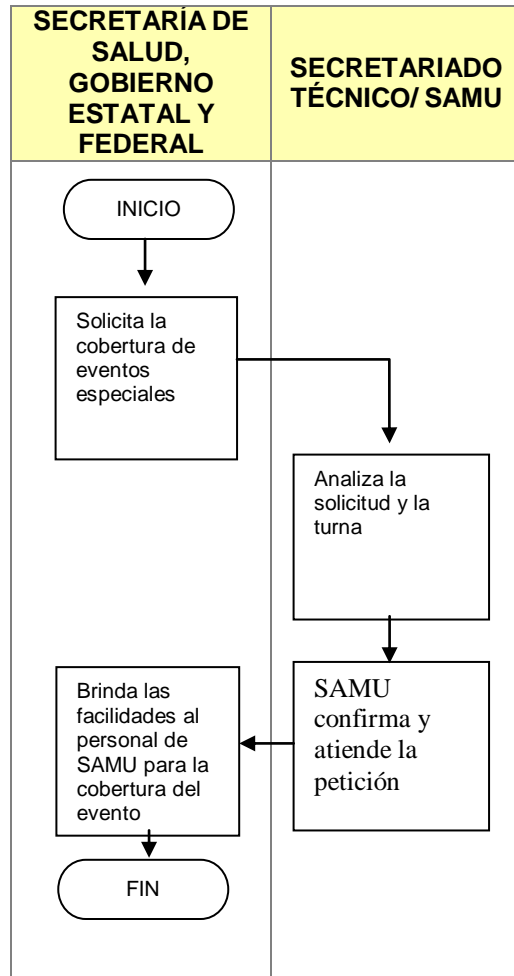 SECRETARÍA DE
SALUD,
GOBIERNO
ESTATAL Y
FEDERAL
SECRETARIADO
TÉCNICO/ SAMU
INICIO
Solicita la
cobertura de
eventos
especiales
Analiza la
solicitud y la
turna
SAMU
confirma y
atiende la
petición
Brinda las
facilidades al
personal de
SAMU para la
cobertura del
evento
FIN